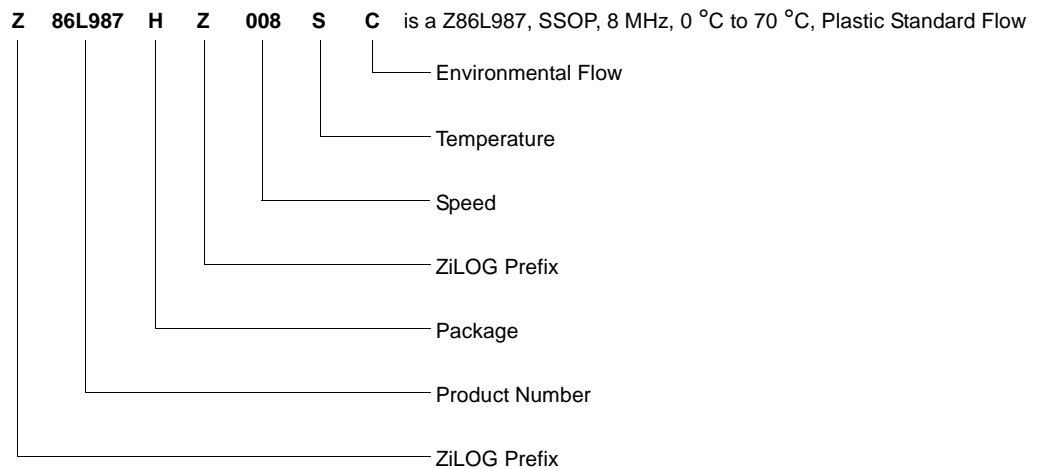 Z 86L987 H Z 008 S C is a Z86L987, SSOP, 8 MHz, 0 °C to 70 °C, Plastic Standard Flow
Environmental Flow
Temperature
Speed
ZiLOG Prefix
Package
Product Number
ZiLOG Prefix